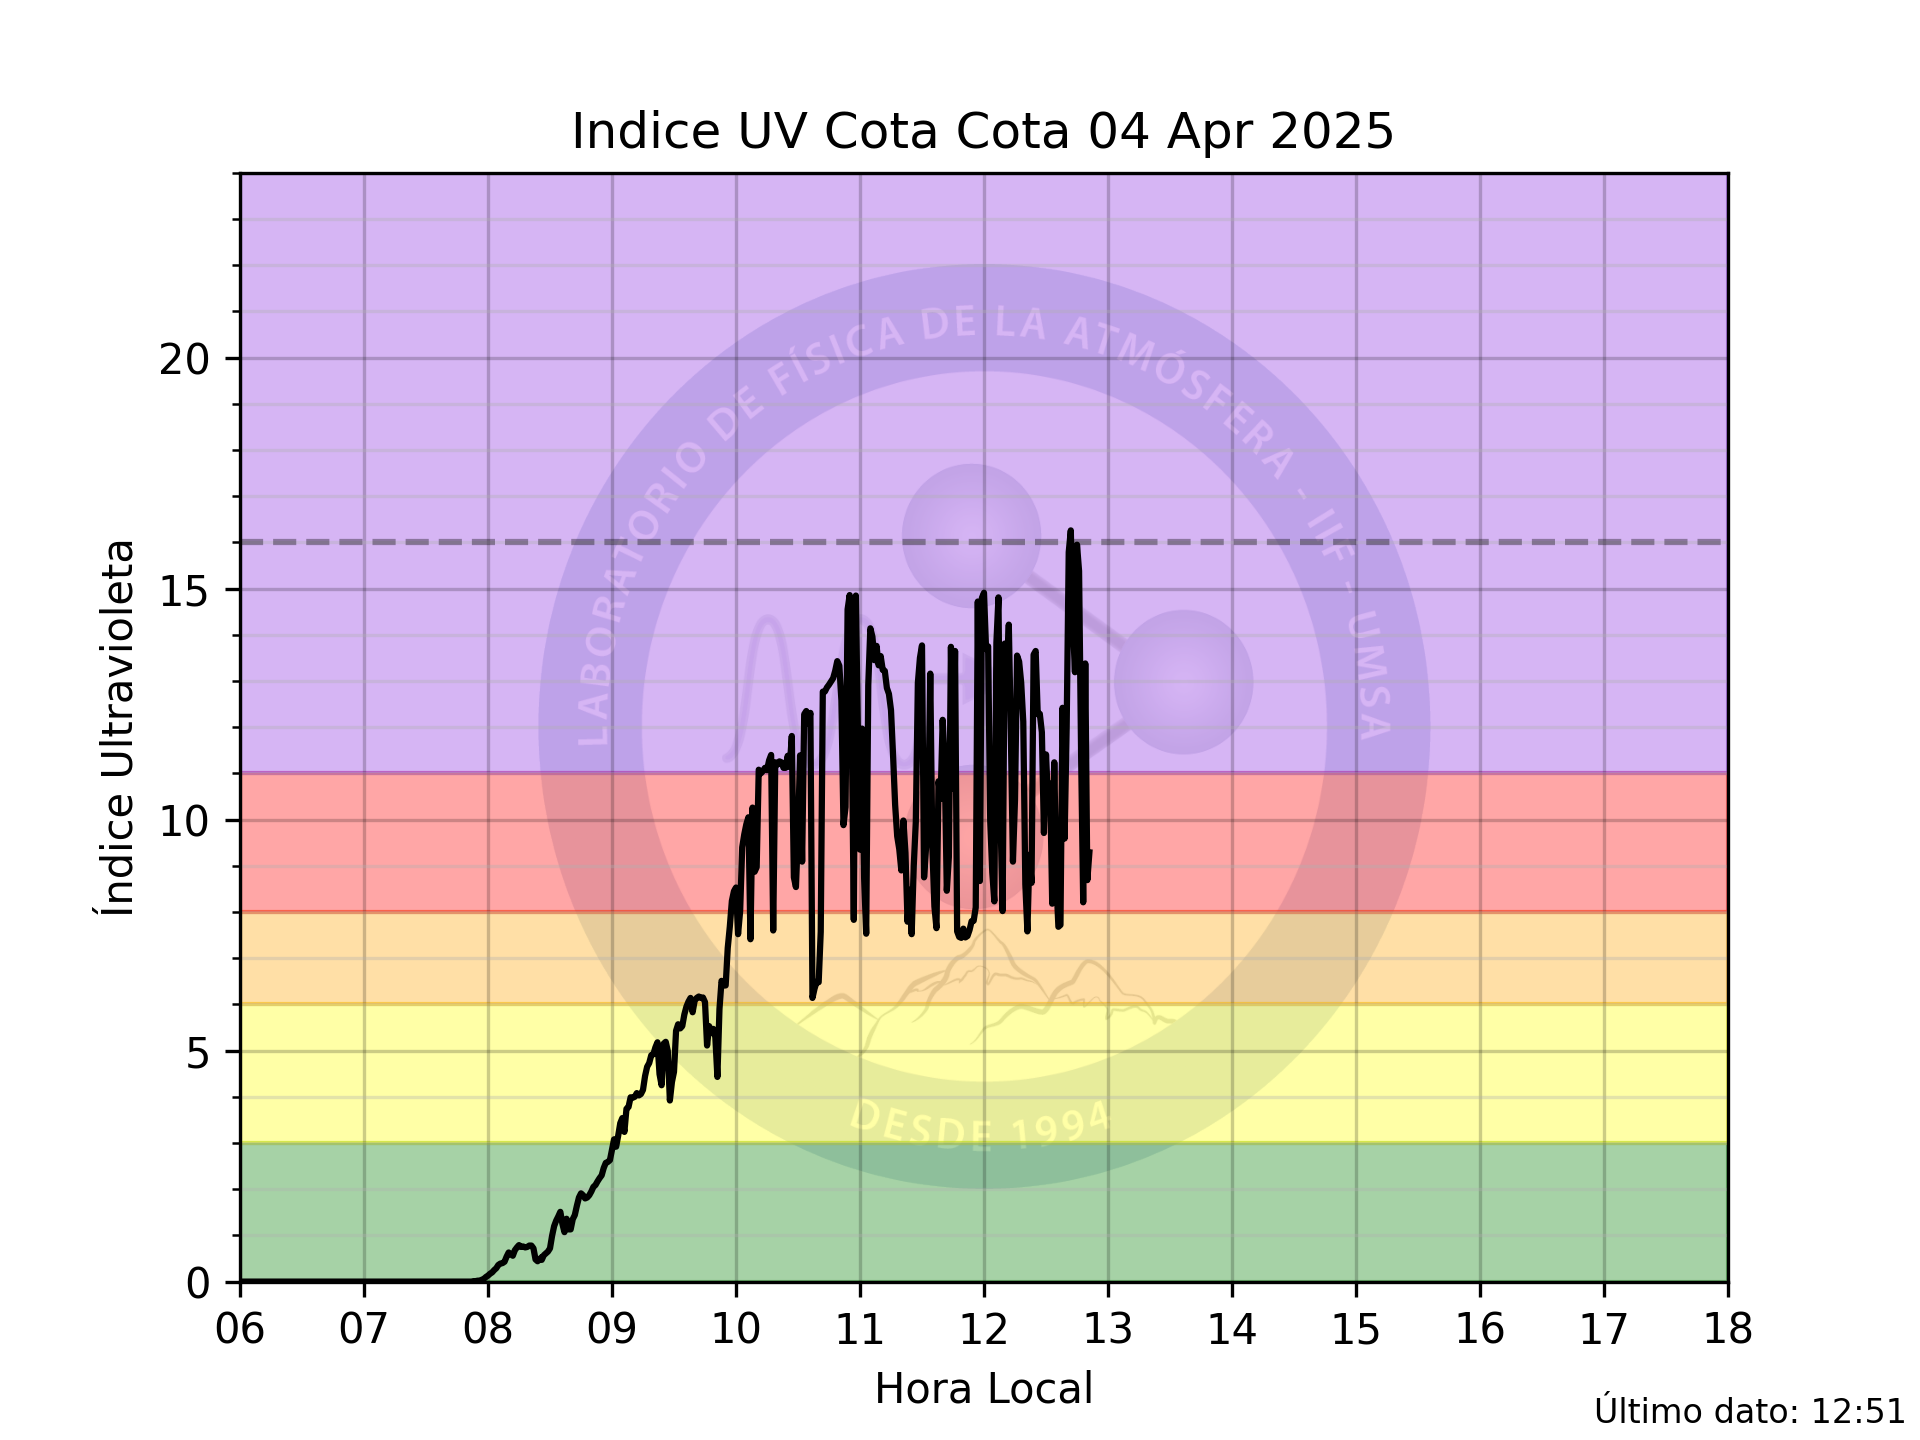 Indice UV Cota Cota 04 Apr 2025
LABORATORIO DE FÍSICA DE LA ATMÓSFERA - IIF - UMSA
DESDE 1994
Índice Ultravioleta
20
15
10
5
0
06 07 08 09 10 11 12 13 14 15 16 17 18
Hora Local
Último dato: 12:51